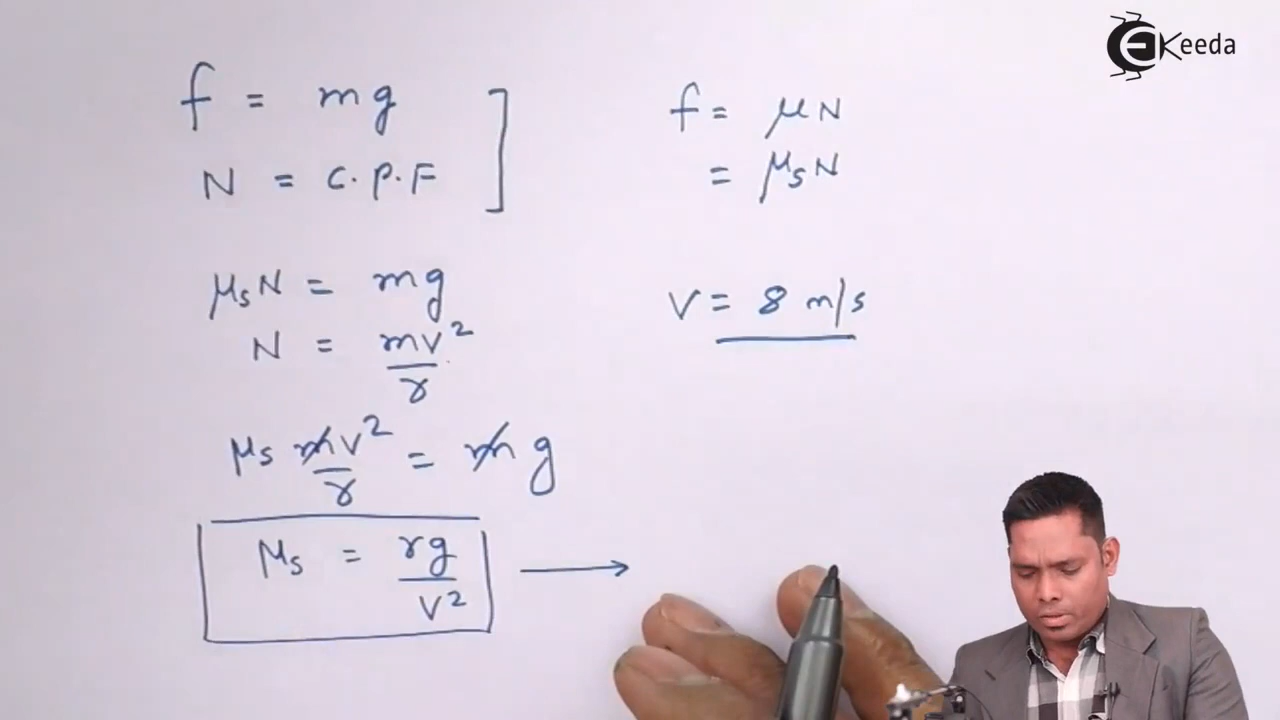 f = mg
N = C.P.F
μsN = mg
N = mv²/r
μs mv²/r = mg
μs = rg/v²
f = μN
= μsN
v = 8 m/s
EKeeda